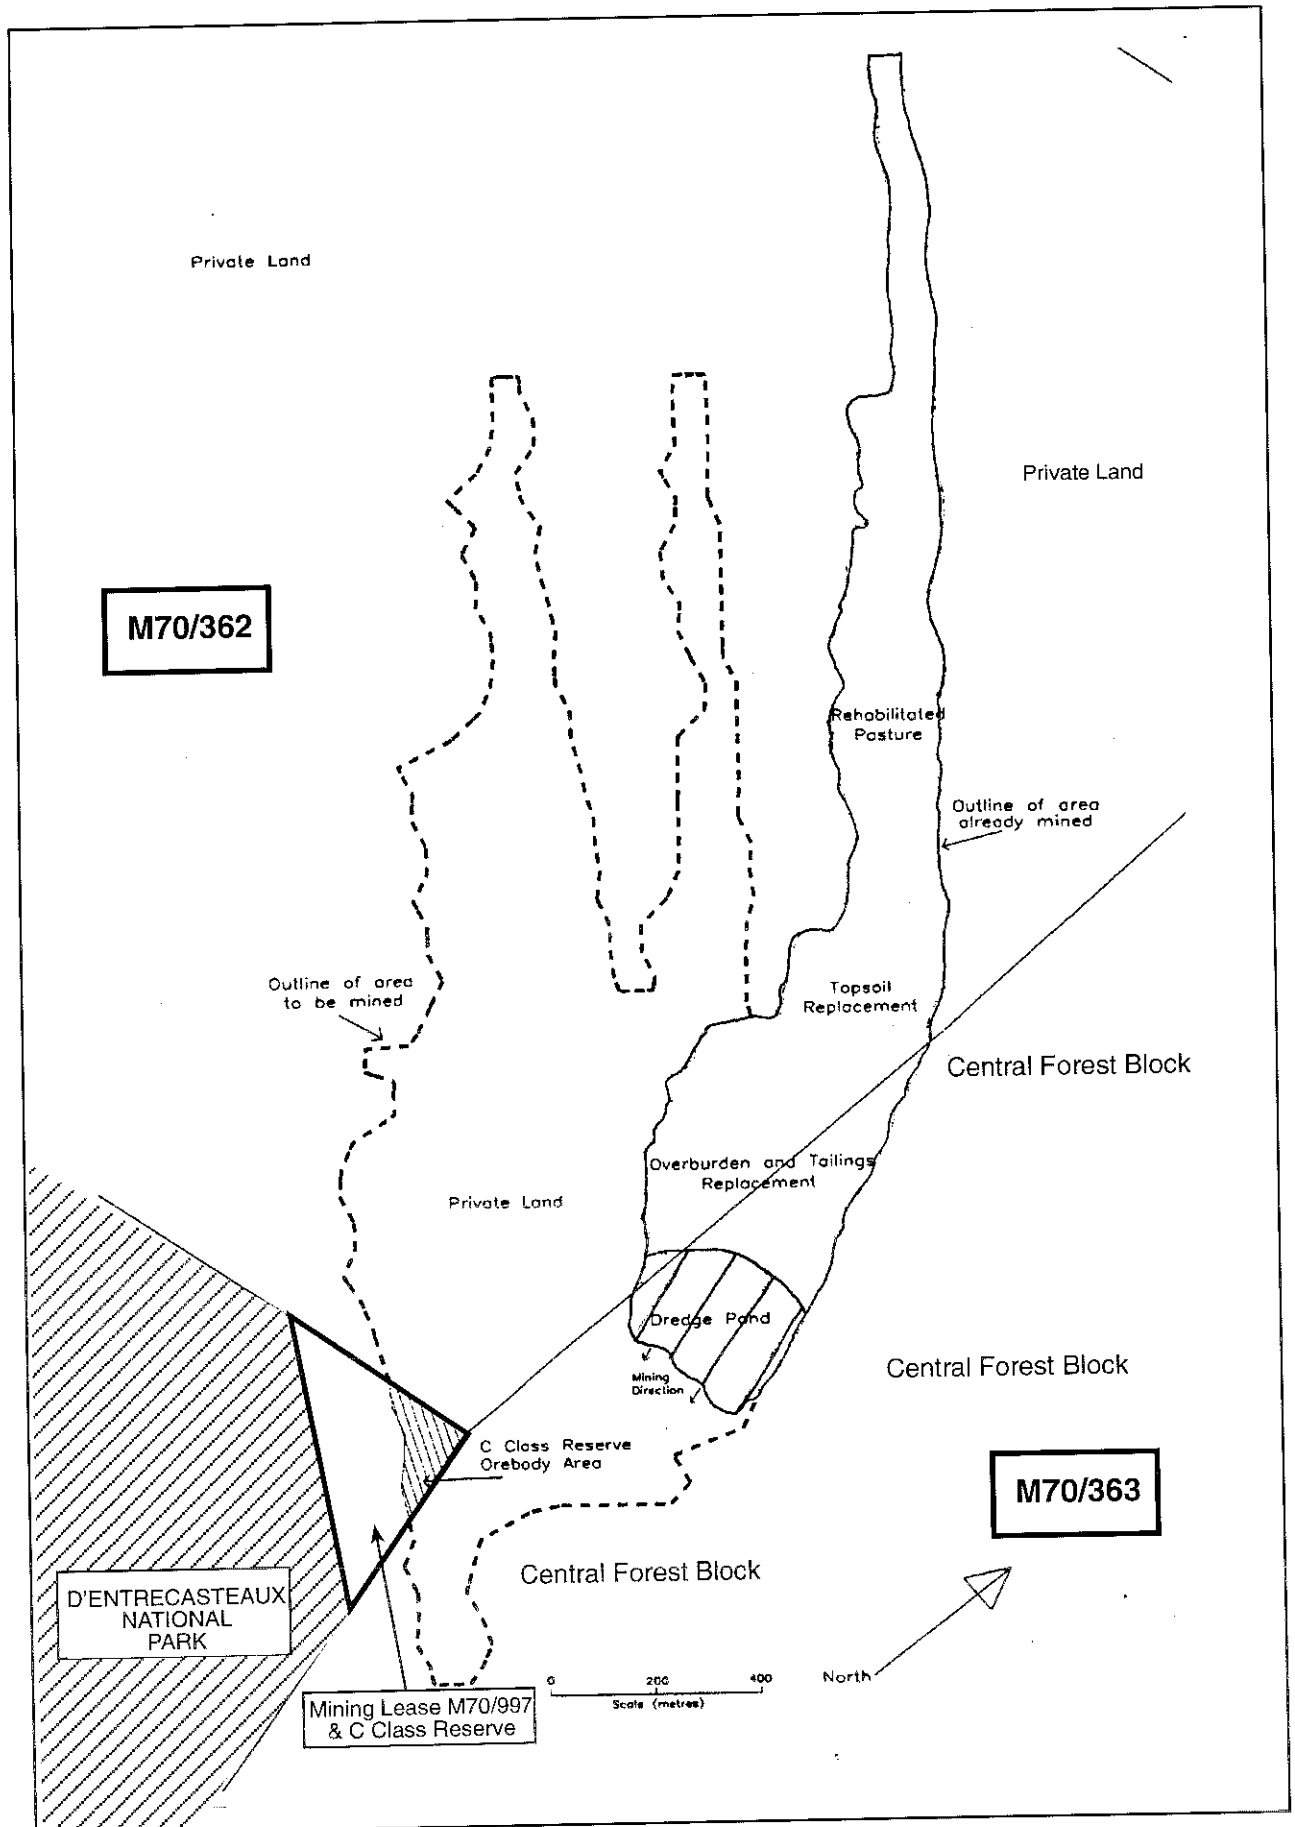 Private Land
Private Land
M70/362
Rehabilitated
Pasture
Outline of area
already mined
Outline of area
to be mined
Topsoil
Replacement
Central Forest Block
Overburden and Tailings
Replacement
Private Land
Dredge Pond
Mining
Direction
Central Forest Block
C Class Reserve
Orebody Area
M70/363
Central Forest Block
D'ENTRECASTEAUX
NATIONAL
PARK
North
0 200 400
Scale (metres)
Mining Lease M70/997
& C Class Reserve